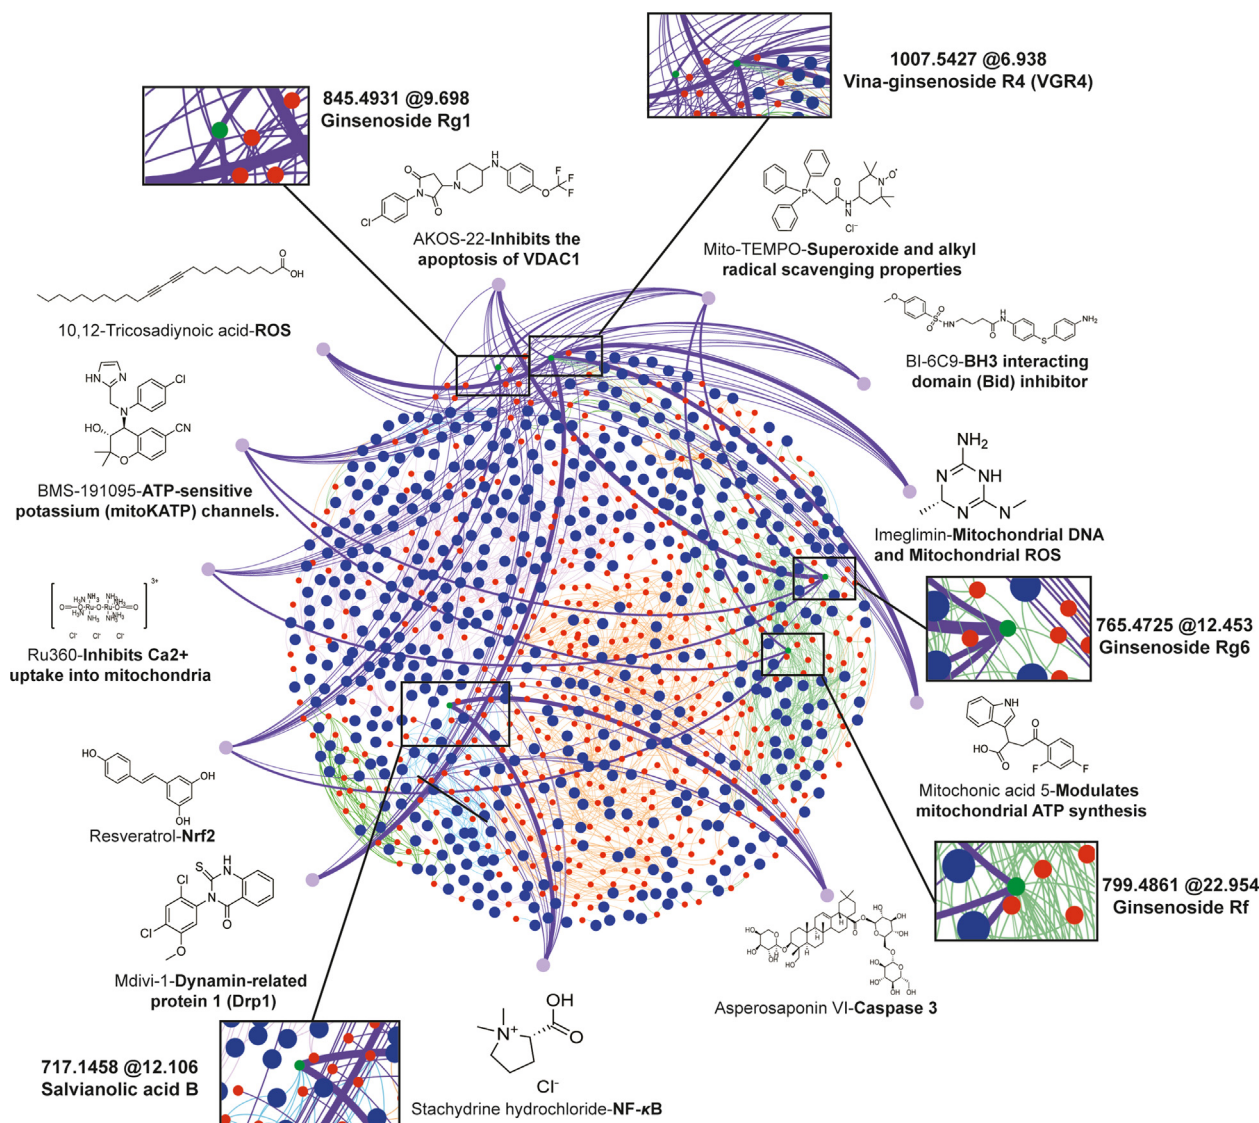 1007.5427 @6.938
Vina-ginsenoside R4 (VGR4)
845.4931 @9.698
Ginsenoside Rg1
AKOS-22-Inhibits the
apoptosis of VDAC1
Mito-TEMPO-Superoxide and alkyl
radical scavenging properties
10,12-Tricosadiynoic acid-ROS
BI-6C9-BH3 interacting
domain (Bid) inhibitor
BMS-191095-ATP-sensitive
potassium (mitoKATP) channels.
Imeglimin-Mitochondrial DNA
and Mitochondrial ROS
765.4725 @12.453
Ginsenoside Rg6
Ru360-Inhibits Ca2+
uptake into mitochondria
Mitochonic acid 5-Modulates
mitochondrial ATP synthesis
Resveratrol-Nrf2
799.4861 @22.954
Ginsenoside Rf
Mdivi-1-Dynamin-related
protein 1 (Drp1)
Asperosaponin VI-Caspase 3
717.1458 @12.106
Salvianolic acid B
Stachydrine hydrochloride-NF-κB